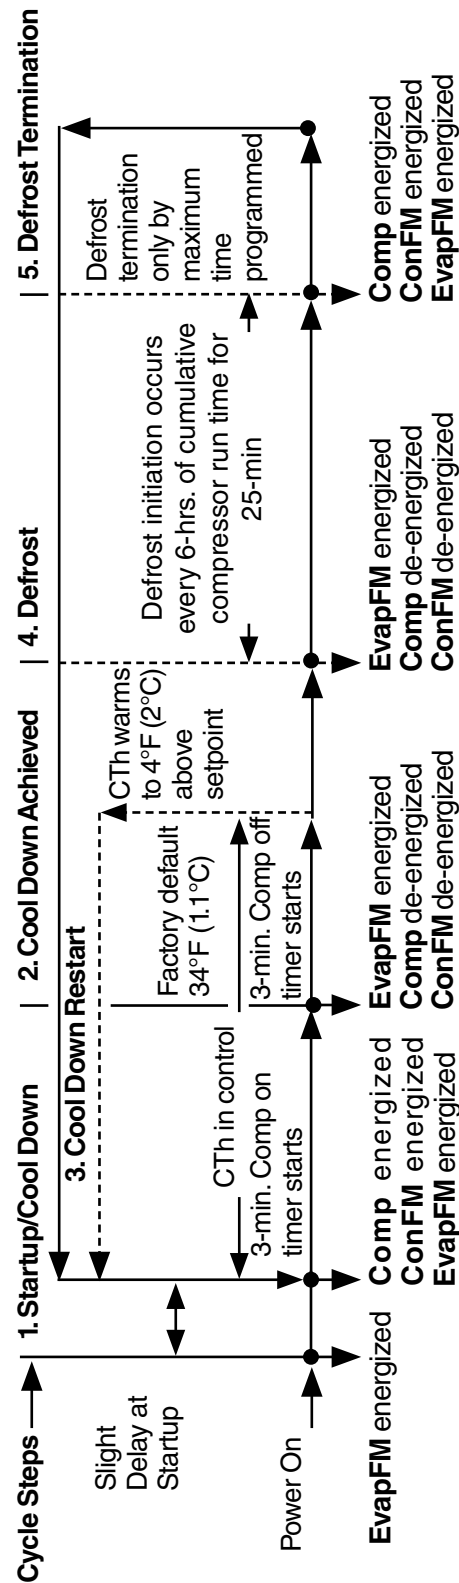 Cycle Steps
1. Startup/Cool Down
2. Cool Down Achieved
4. Defrost
5. Defrost Termination
3. Cool Down Restart
Slight
Delay at
Startup
CTh in control
3-min. Comp on
timer starts
Factory default
34°F (1.1°C)
3-min. Comp off
timer starts
CTh warms
to 4°F (2°C)
above
setpoint
Defrost initiation occurs
every 6-hrs. of cumulative
compressor run time for
25-min
Defrost
termination
only by
maximum
time
programmed
Power On
EvapFM energized
Comp energized
ConFM energized
EvapFM energized
EvapFM energized
Comp de-energized
ConFM de-energized
EvapFM energized
Comp de-energized
ConFM de-energized
Comp energized
ConFM energized
EvapFM energized